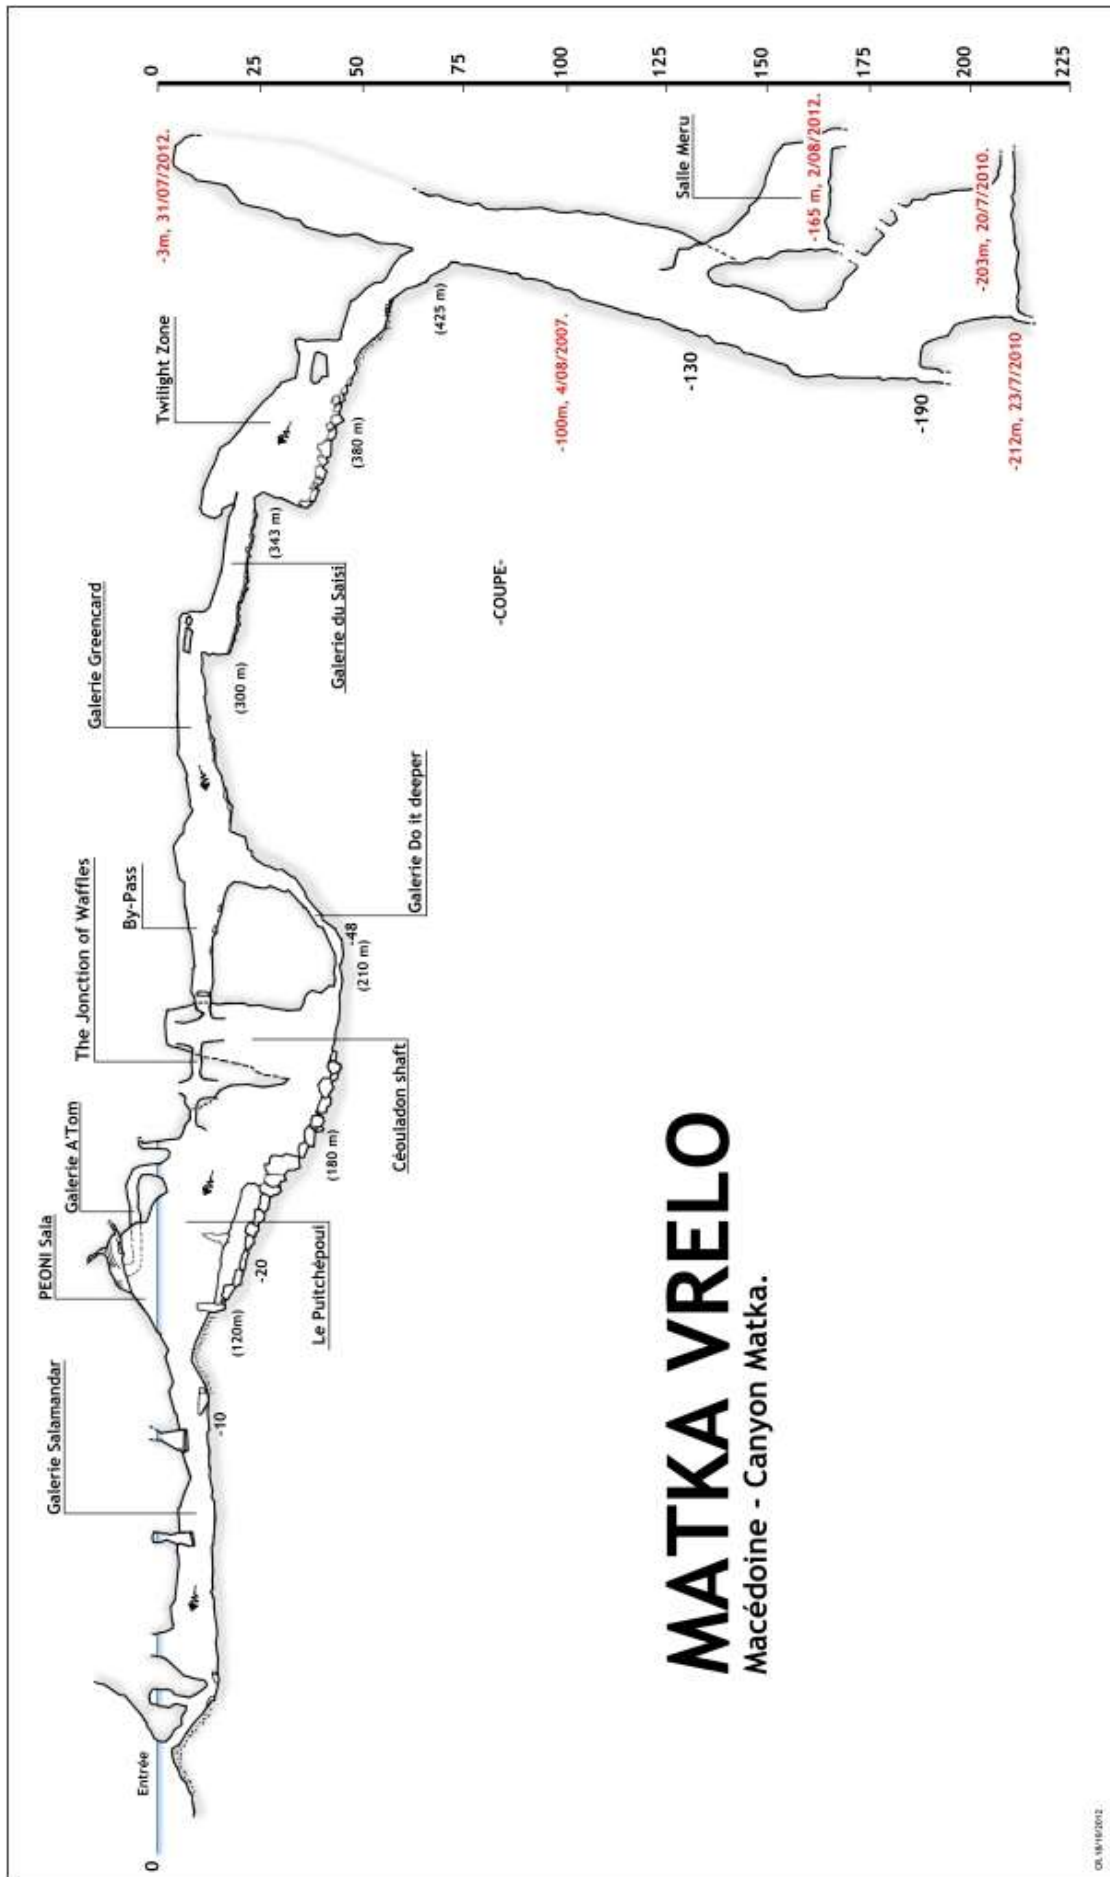 0
Entrée
Galerie Salamandar
-10
PEONI Sala
Galerie A'Tom
(120m)
-20
Le Puitchépoui
(180 m)
The Jonction of Waffles
By-Pass
Céouladon shaft
-48
(210 m)
Galerie Do it deeper
Galerie Greencard
(300 m)
Galerie du Saisi
(343 m)
Twilight Zone
(380 m)
(425 m)
-COUPE-
-3m, 31/07/2012.
-100m, 4/08/2007.
-130
-190
-212m, 23/7/2010
Salle Meru
-165 m, 2/08/2012.
-203m, 20/7/2010.
0
25
50
75
100
125
150
175
200
225
MATKA VRELO
Macédoine - Canyon Matka.